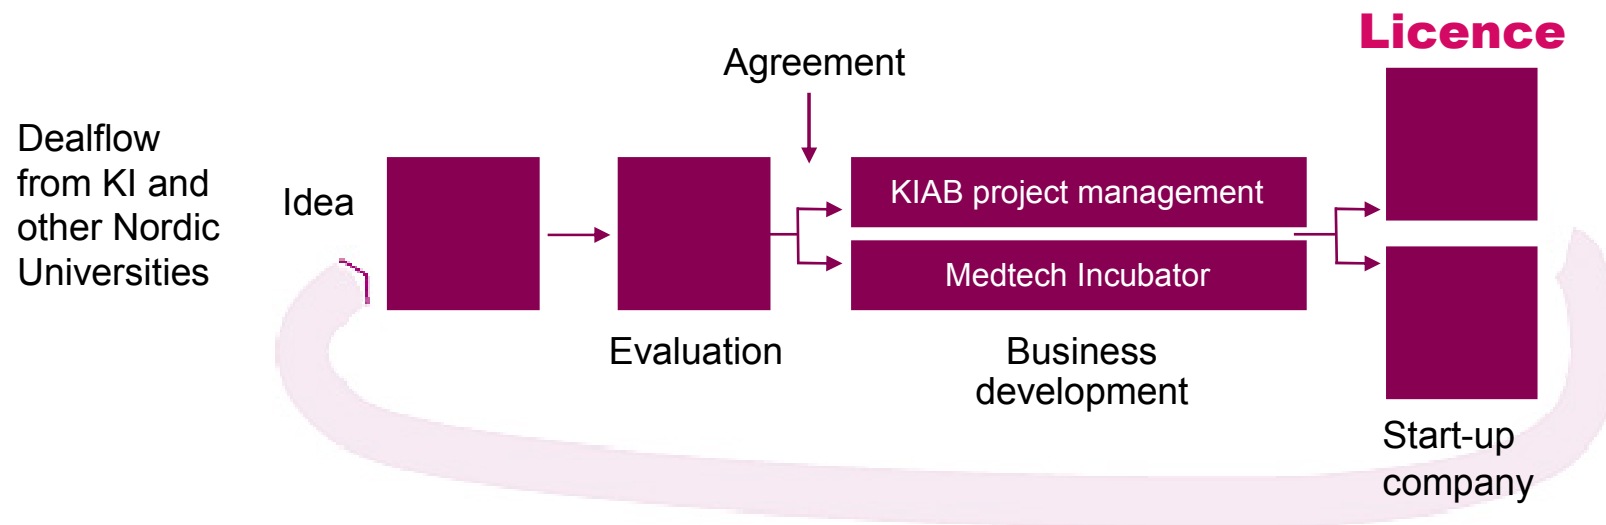 Licence
Agreement
Dealflow
from KI and
other Nordic
Universities
Idea
KIAB project management
Medtech Incubator
Evaluation
Business
development
Start-up
company